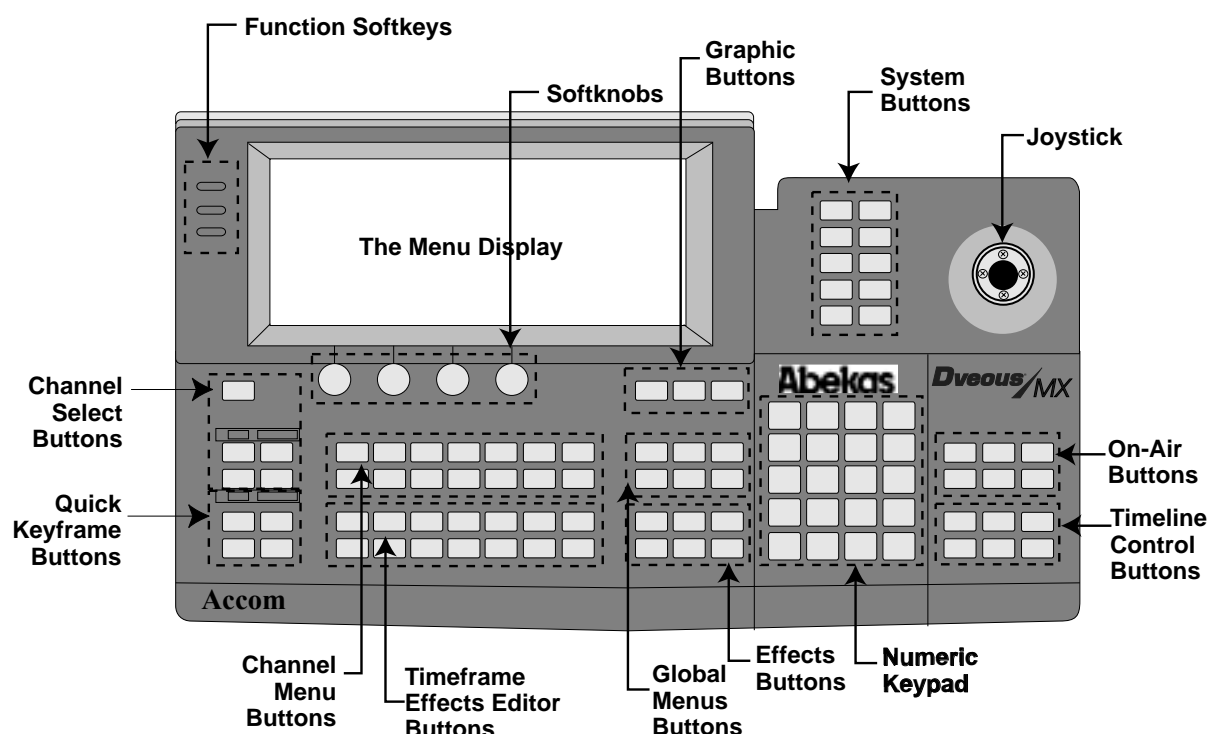 Function Softkeys
Graphic
Buttons
System
Buttons
Softknobs
Joystick
The Menu Display
Channel
Select
Buttons
Abekas
Dveous/MX
On-Air
Buttons
Quick
Keyframe
Buttons
Timeline
Control
Buttons
Accom
Channel
Menu
Buttons
Timeframe
Effects Editor
Buttons
Global
Menus
Buttons
Effects
Buttons
Numeric
Keypad